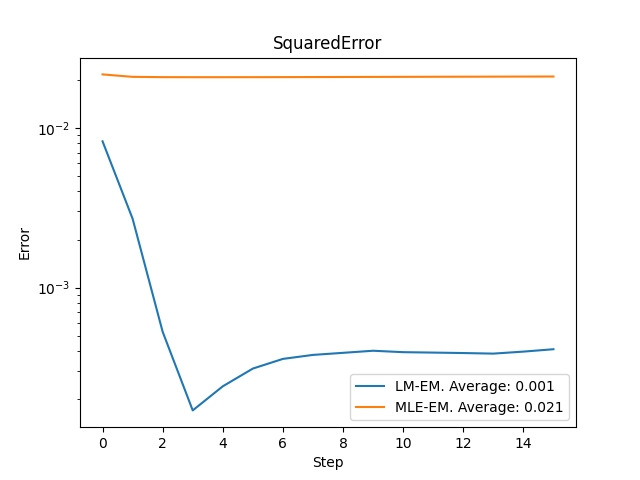 SquaredError
Error
10⁻²
10⁻³
0 2 4 6 8 10 12 14
Step
LM-EM. Average: 0.001
MLE-EM. Average: 0.021